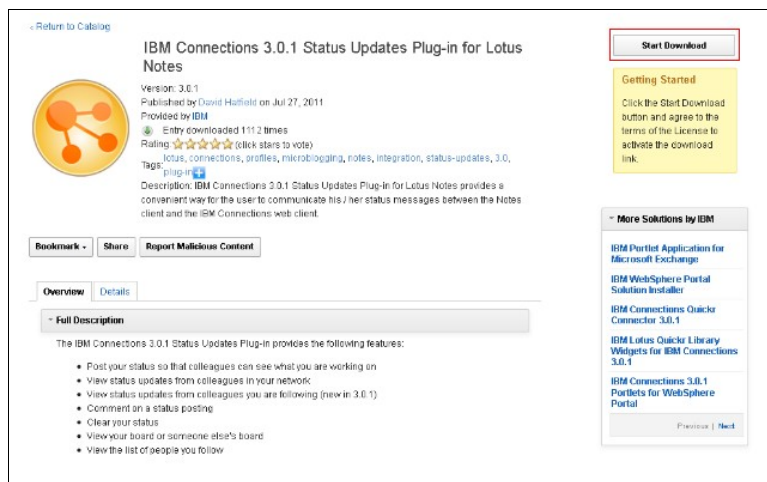 « Return to Catalog
IBM Connections 3.0.1 Status Updates Plug-in for Lotus
Notes
Version: 3.0.1
Published by David Hatfield on Jul 27, 2011
Provided by IBM
Entry downloaded 1112 times
Rating: (click stars to vote)
Tags: lotus, connections, profiles, microblogging, notes, integration, status-updates, 3.0,
plug-in
Description: IBM Connections 3.0.1 Status Updates Plug-in for Lotus Notes provides a
convenient way for the user to communicate his / her status messages between the Notes
client and the IBM Connections web client.
Bookmark Share Report Malicious Content
Overview Details
Full Description
The IBM Connections 3.0.1 Status Updates Plug-in provides the following features:
• Post your status so that colleagues can see what you are working on
• View status updates from colleagues in your network
• View status updates from colleagues you are following (new in 3.0.1)
• Comment on a status posting
• Clear your status
• View your board or someone else's board
• View the list of people you follow
Start Download
Getting Started
Click the Start Download
button and agree to the
terms of the License to
activate the download
link.
More Solutions by IBM
IBM Portlet Application for
Microsoft Exchange
IBM WebSphere Portal
Solution Installer
IBM Connections Quickr
Connector 3.0.1
IBM Lotus Quickr Library
Widgets for IBM Connections
3.0.1
IBM Connections 3.0.1
Portlets for WebSphere
Portal
Previous | Next